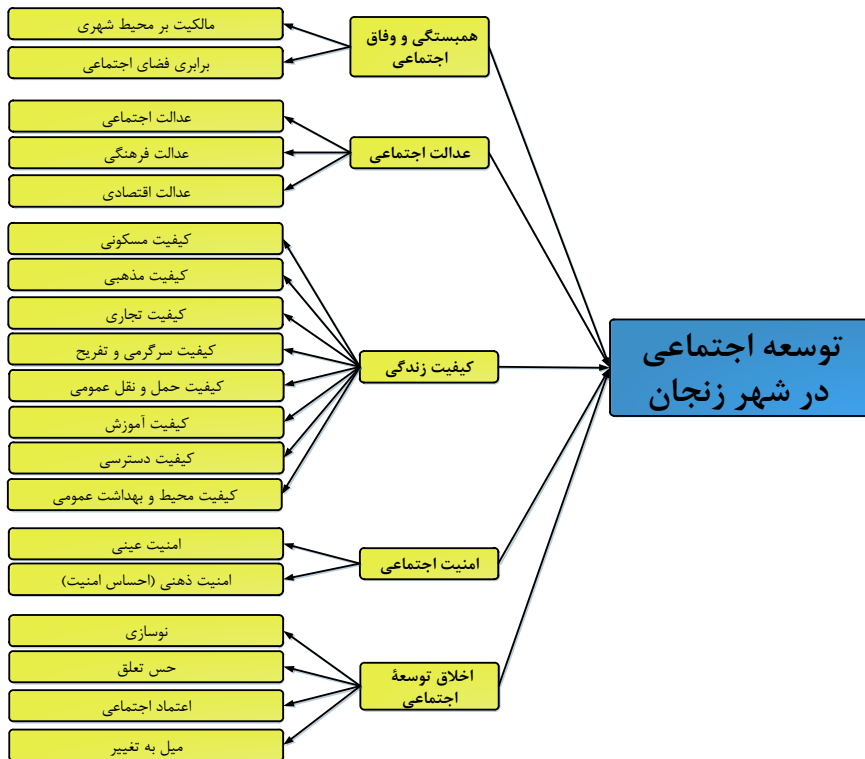 توسعه اجتماعی
در شهر زنجان
همبستگی و وفاق
اجتماعی
مالکیت بر محیط شهری
برابری فضای اجتماعی
عدالت اجتماعی
عدالت اجتماعی
عدالت فرهنگی
عدالت اقتصادی
کیفیت زندگی
کیفیت مسکونی
کیفیت مذهبی
کیفیت تجاری
کیفیت سرگرمی و تفریح
کیفیت حمل و نقل عمومی
کیفیت آموزش
کیفیت دسترسی
کیفیت محیط و بهداشت عمومی
امنیت اجتماعی
امنیت عینی
امنیت ذهنی (احساس امنیت)
اخلاق توسعۀ
اجتماعی
نوسازی
حس تعلق
اعتماد اجتماعی
میل به تغییر